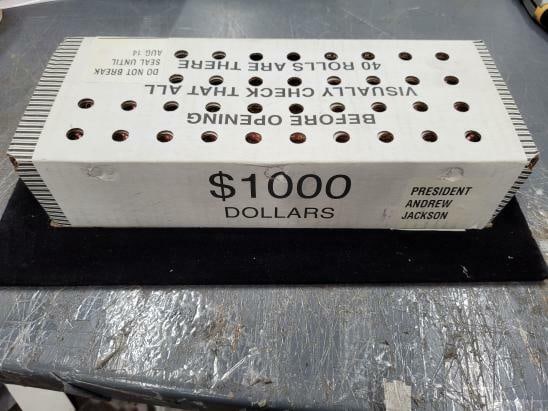 DO NOT BREAK
SEAL UNTIL
AUG 14
BEFORE OPENING
VISUALLY CHECK THAT ALL
40 ROLLS ARE THERE
$1000
DOLLARS
PRESIDENT
ANDREW
JACKSON